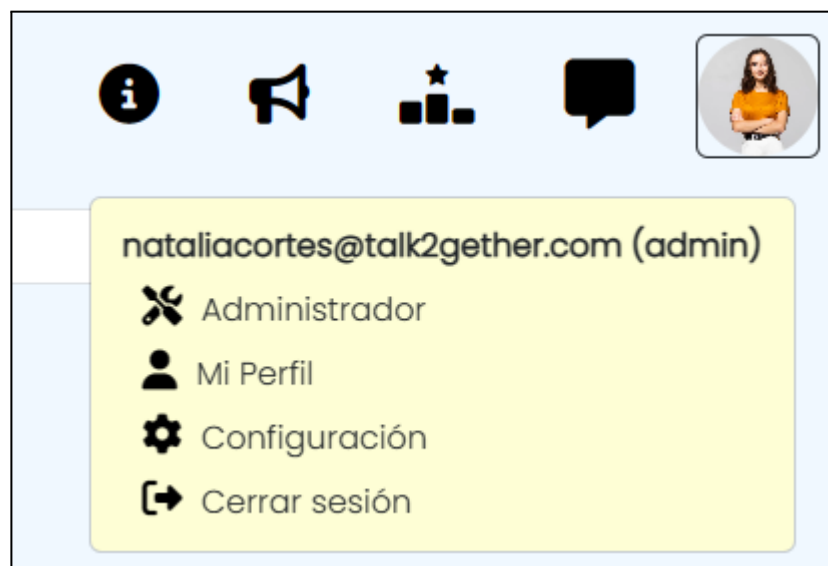 nataliacortes@talk2gether.com (admin)
Administrador
Mi Perfil
Configuración
Cerrar sesión